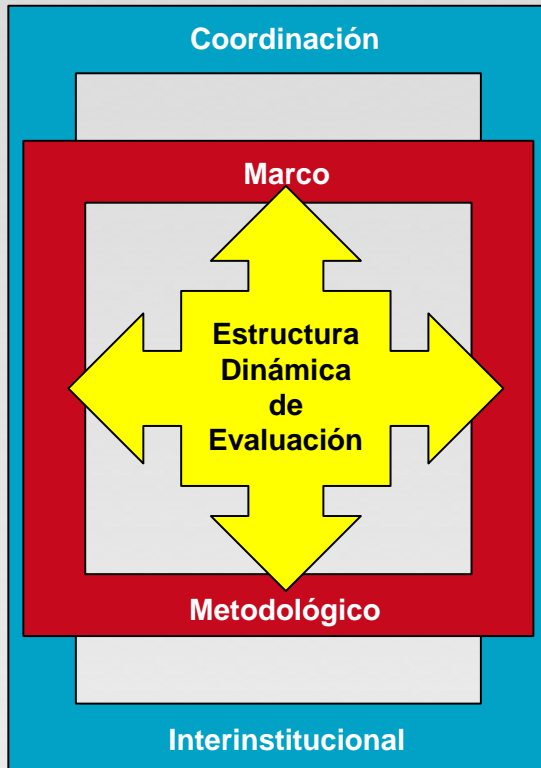 Coordinación
Marco
Estructura
Dinámica
de
Evaluación
Metodológico
Interinstitucional